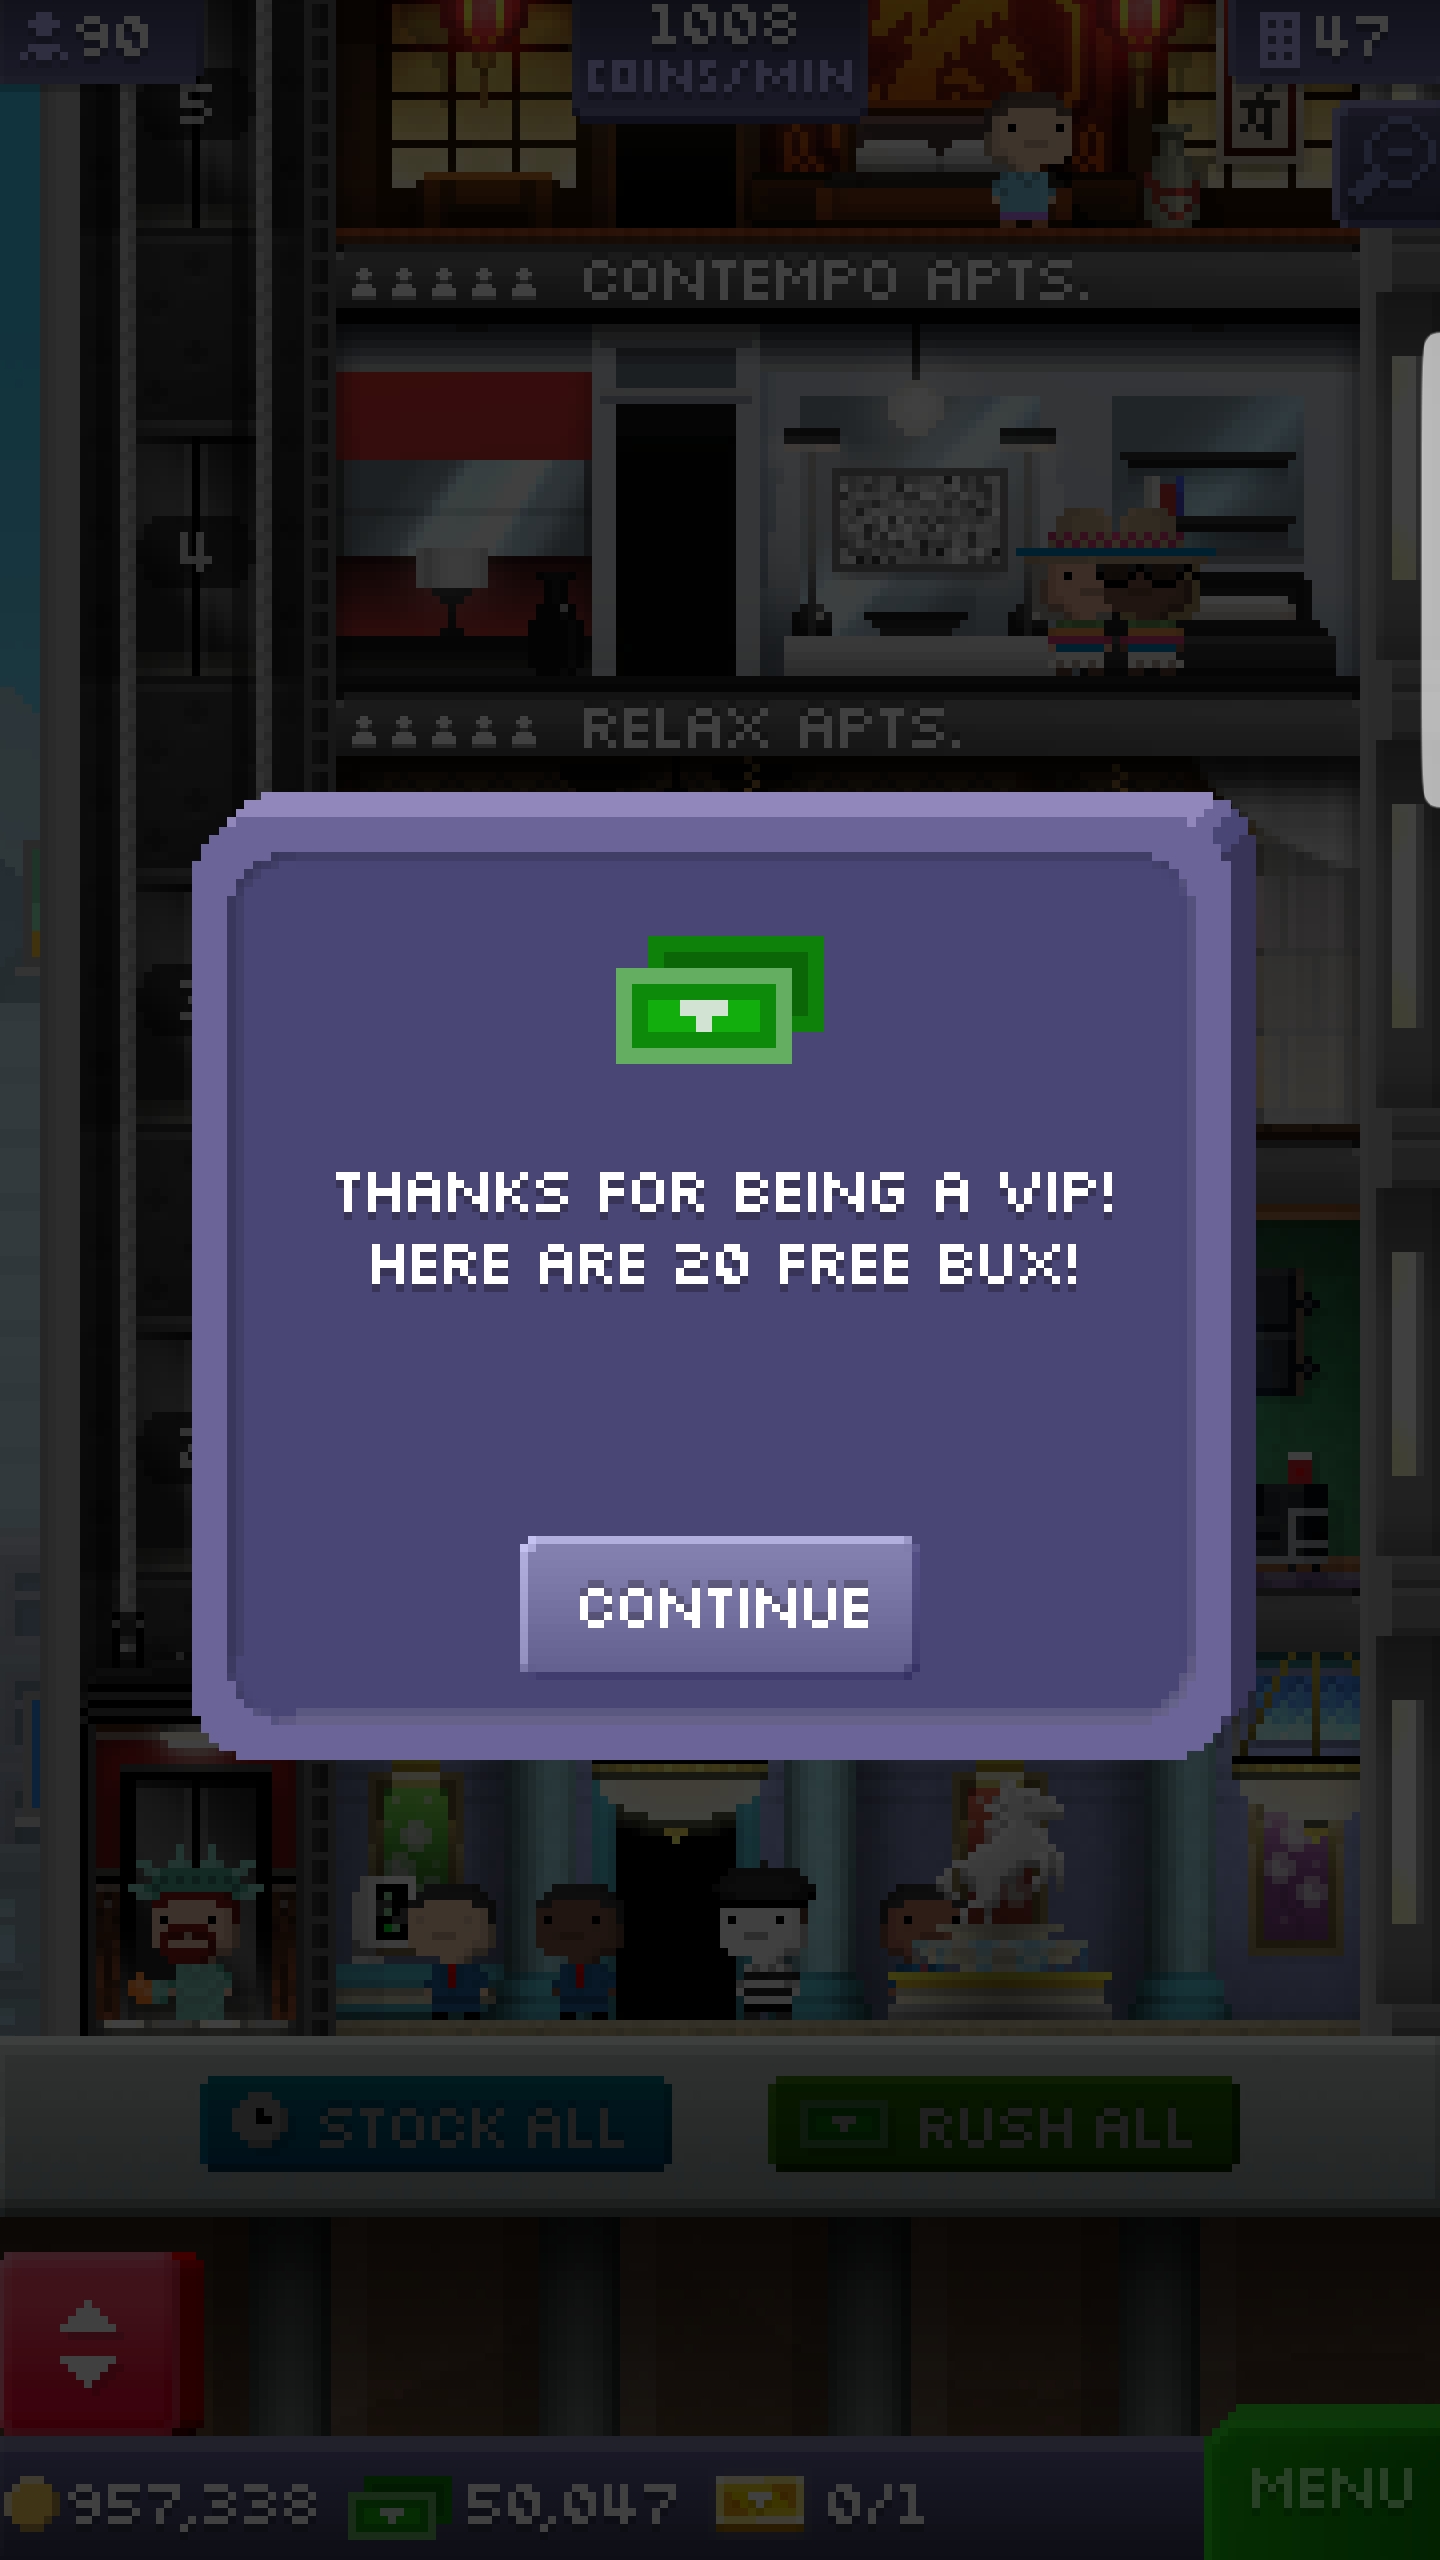 90
1008
COINS/MIN
47
5
CONTEMPO APTS.
4
RELAX APTS.
THANKS FOR BEING A VIP!
HERE ARE 20 FREE BUX!
CONTINUE
STOCK ALL
RUSH ALL
957,338
50,047
0/1
MENU